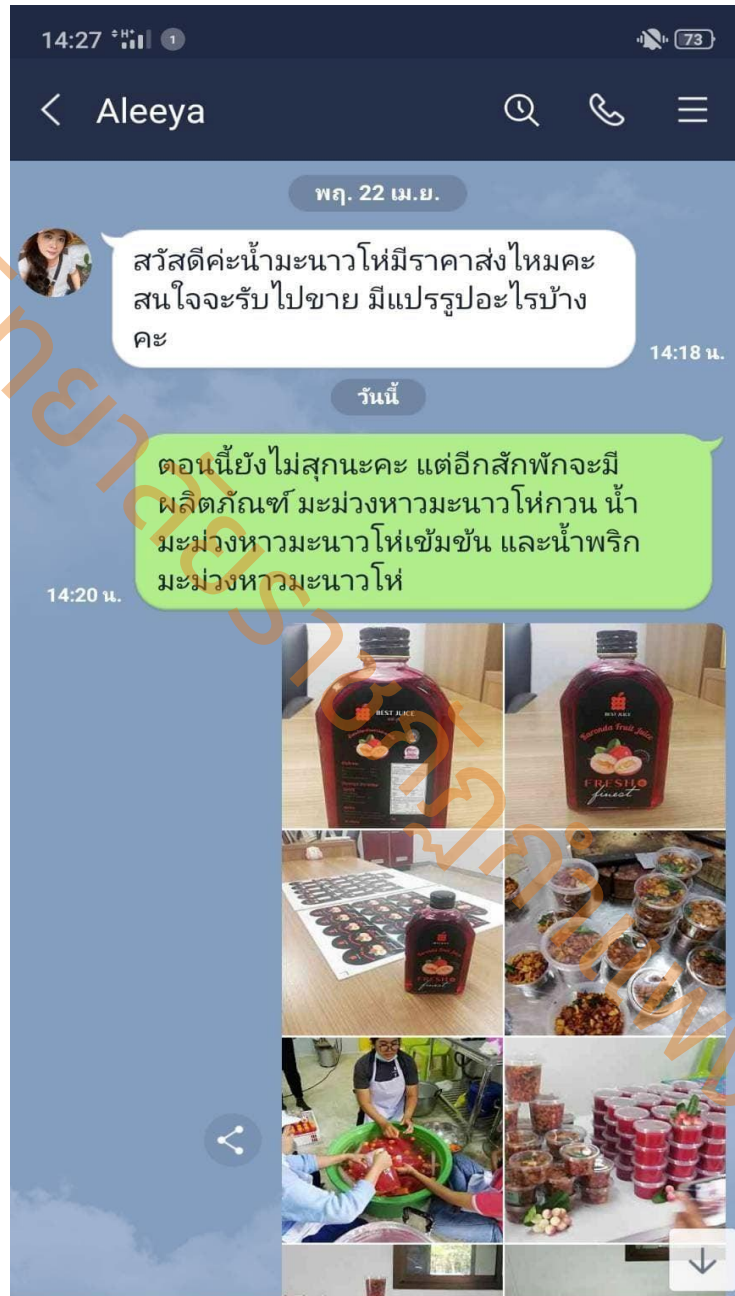 14:27
1
73
Aleeya
พฤ. 22 เม.ย.
สวัสดีค่ะน้ำมะนาวโห่มีราคาส่งไหมคะ
สนใจจะรับไปขาย มีแปรรูปอะไรบ้าง
คะ
14:18 น.
วันนี้
ตอนนี้ยังไม่สุกนะคะ แต่อีกสักพักจะมี
ผลิตภัณฑ์ มะม่วงหาวมะนาวโห่กวน น้ำ
มะม่วงหาวมะนาวโห่เข้มข้น และน้ำพริก
มะม่วงหาวมะนาวโห่
14:20 น.
BEST JUICE
BEST JUICE
Karonda Fruit Juice
FRESH
finest